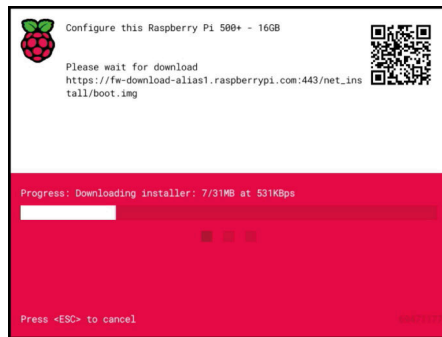 Configure this Raspberry Pi 500+ - 16GB
Please wait for download
https://fw-download-alias1.raspberrypi.com:443/net_ins
tall/boot.img
Progress: Downloading installer: 7/31MB at 531KBps
Press <ESC> to cancel